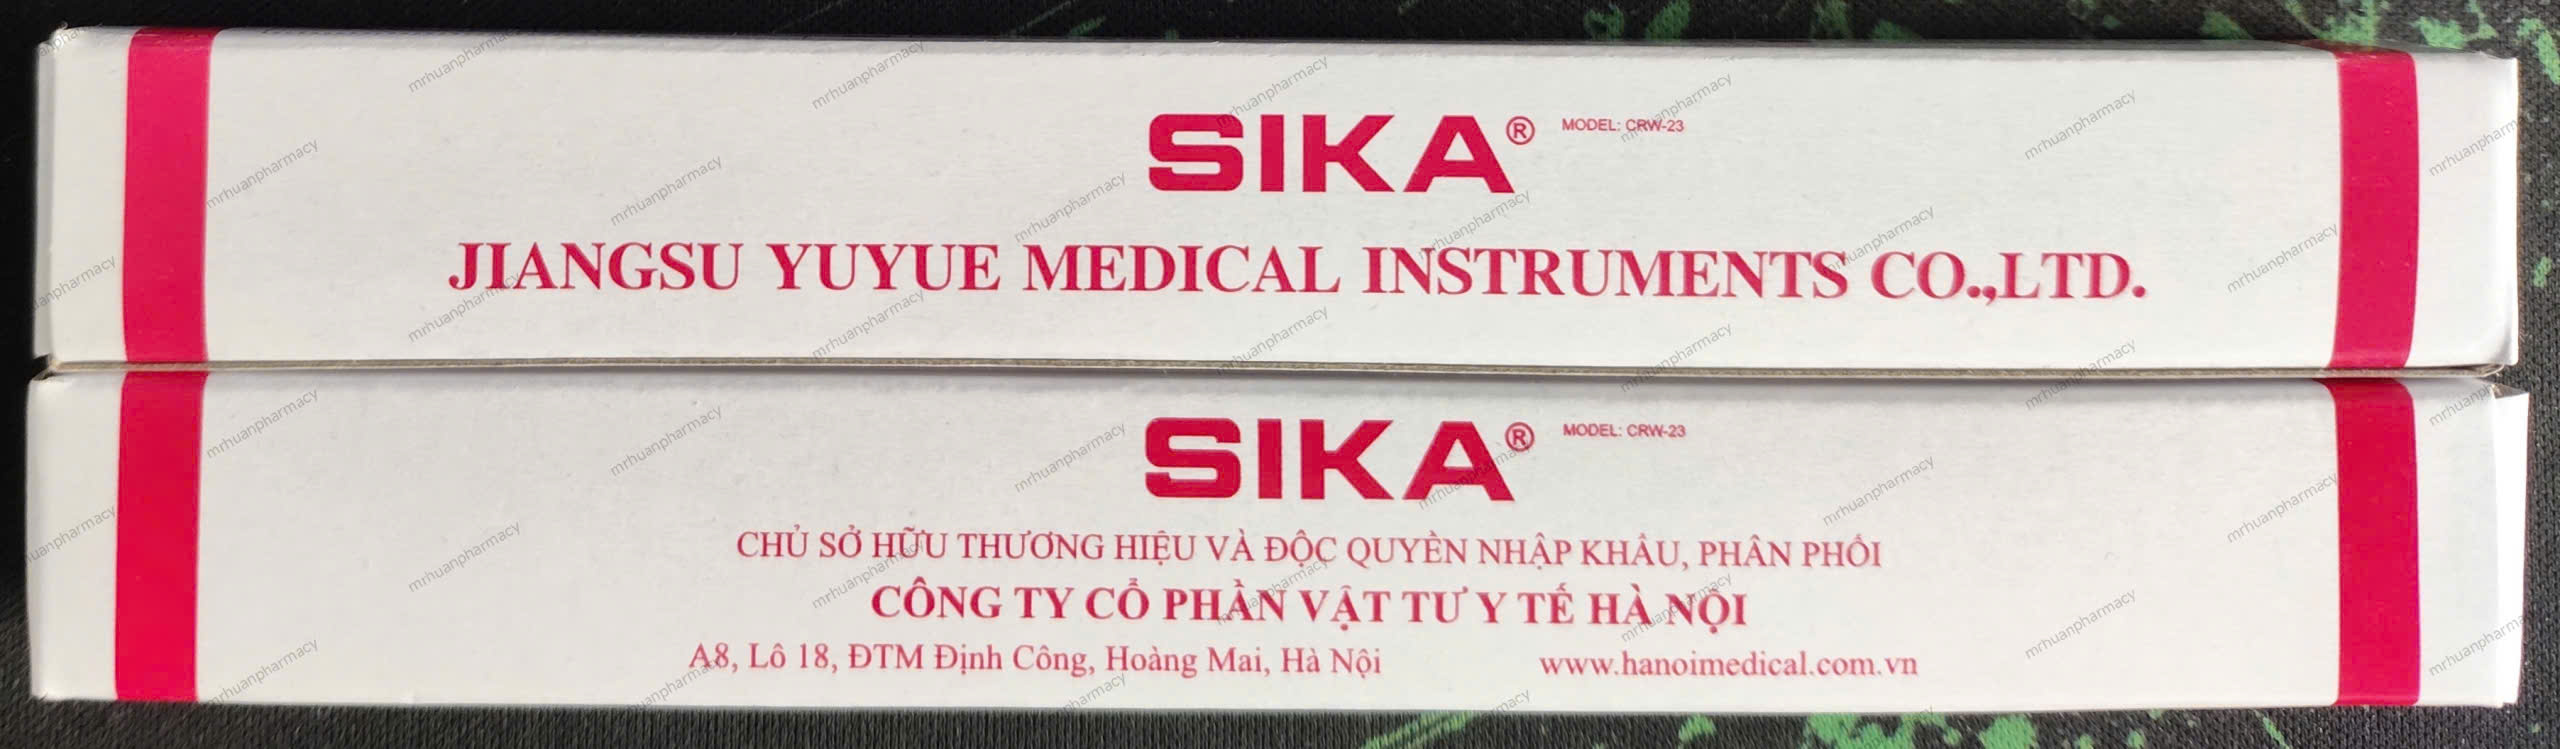 SIKA® MODEL: CRW-23
JIANGSU YUYUE MEDICAL INSTRUMENTS CO.,LTD.
SIKA® MODEL: CRW-23
CHỦ SỞ HỮU THƯƠNG HIỆU VÀ ĐỘC QUYỀN NHẬP KHẨU, PHÂN PHỐI
CÔNG TY CỔ PHẦN VẬT TƯ Y TẾ HÀ NỘI
A8, Lô 18, ĐTM Định Công, Hoàng Mai, Hà Nội www.hanoimedical.com.vn
mrhuanpharmacy